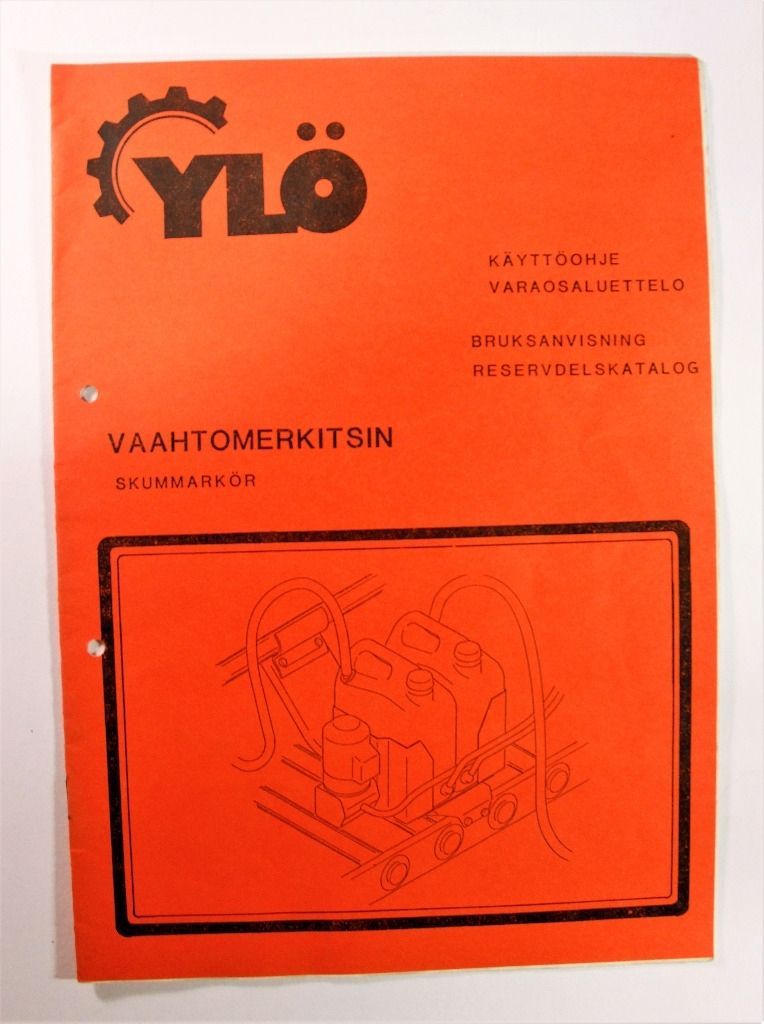 YLÖ
KÄYTTÖOHJE
VARAOSALUETTELO
BRUKSANVISNING
RESERVDELSKATALOG
VAAHTOMERKITSIN
SKUMMARKÖR